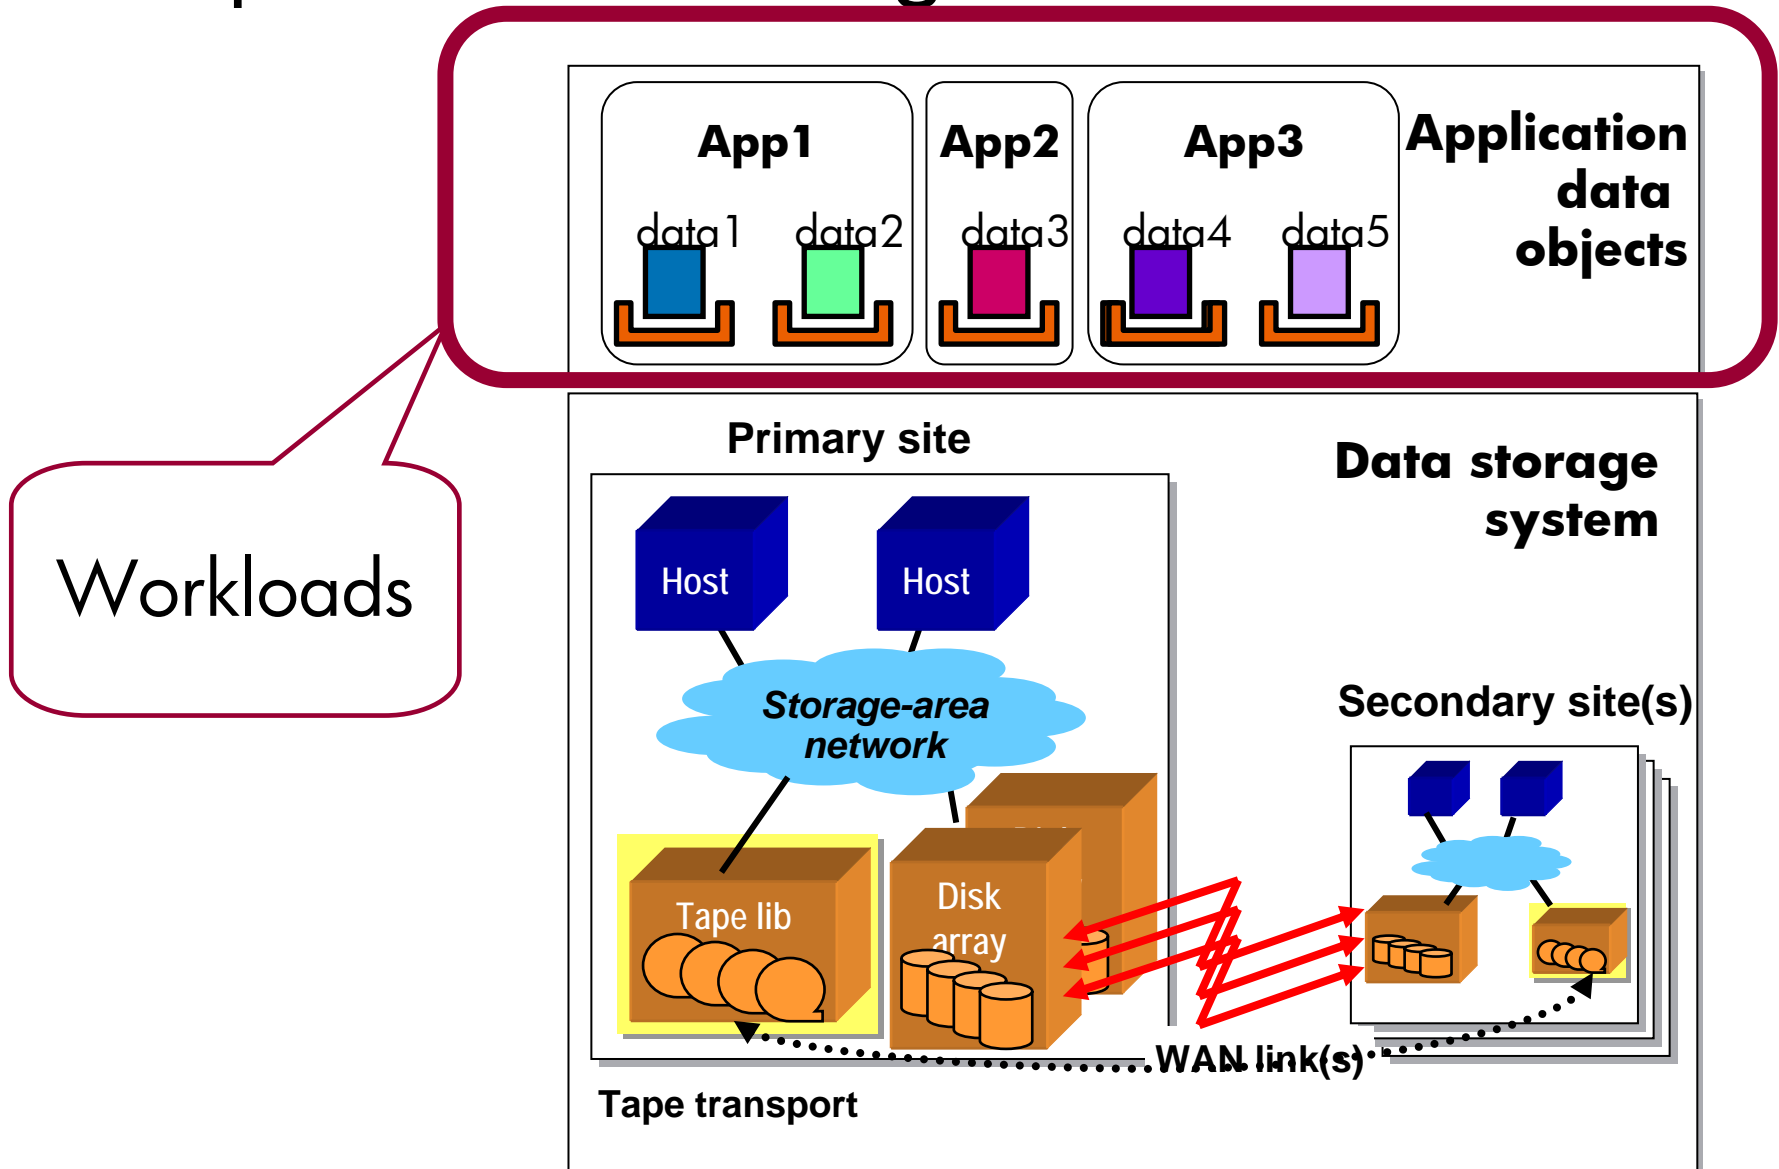 App1
App2
App3
Application
data
objects
data1
data2
data3
data4
data5
Workloads
Primary site
Data storage
system
Host
Host
Storage-area
network
Secondary site(s)
Tape lib
Disk
array
WAN link(s)
Tape transport